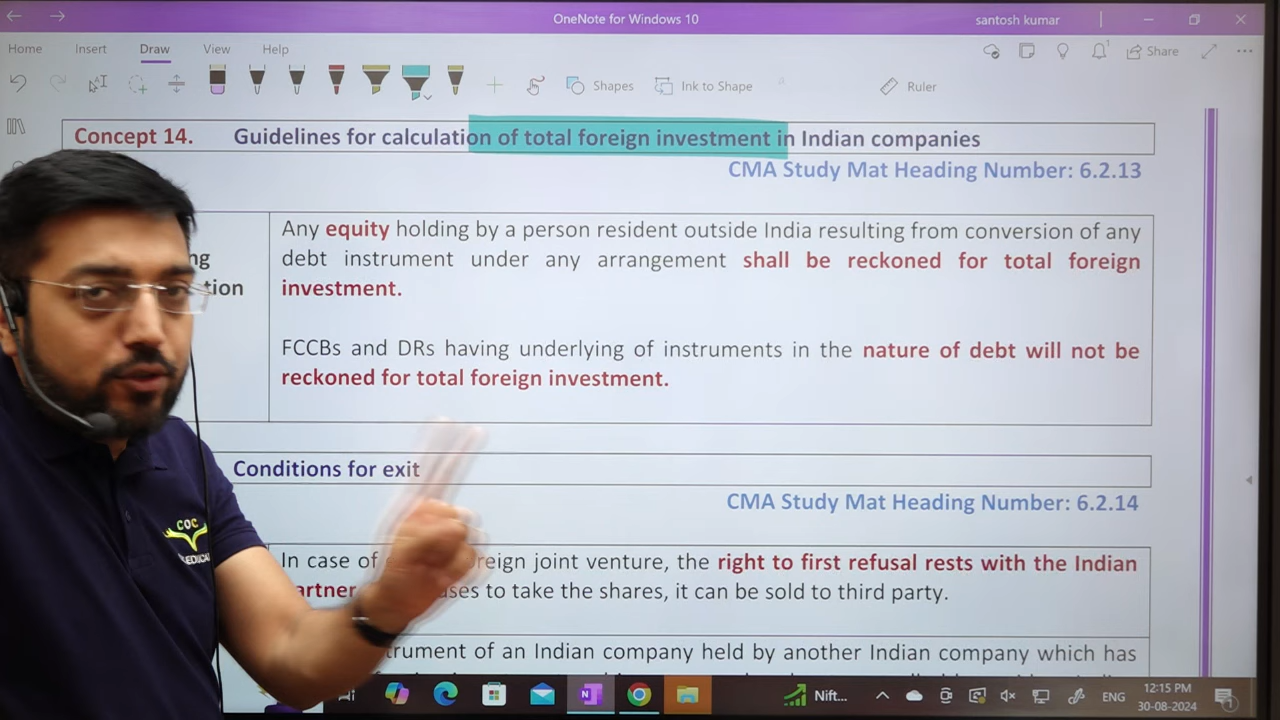 OneNote for Windows 10
santosh kumar
Home Insert Draw View Help
Share
Shapes Ink to Shape Ruler
Concept 14. Guidelines for calculation of total foreign investment in Indian companies
CMA Study Mat Heading Number: 6.2.13
ng
tion
Any equity holding by a person resident outside India resulting from conversion of any
debt instrument under any arrangement shall be reckoned for total foreign
investment.
FCCBs and DRs having underlying of instruments in the nature of debt will not be
reckoned for total foreign investment.
Conditions for exit
CMA Study Mat Heading Number: 6.2.14
In case of reign joint venture, the right to first refusal rests with the Indian
artner ses to take the shares, it can be sold to third party.
trument of an Indian company held by another Indian company which has
COC
EDUCA
Nift...
ENG
12:15 PM
30-08-2024